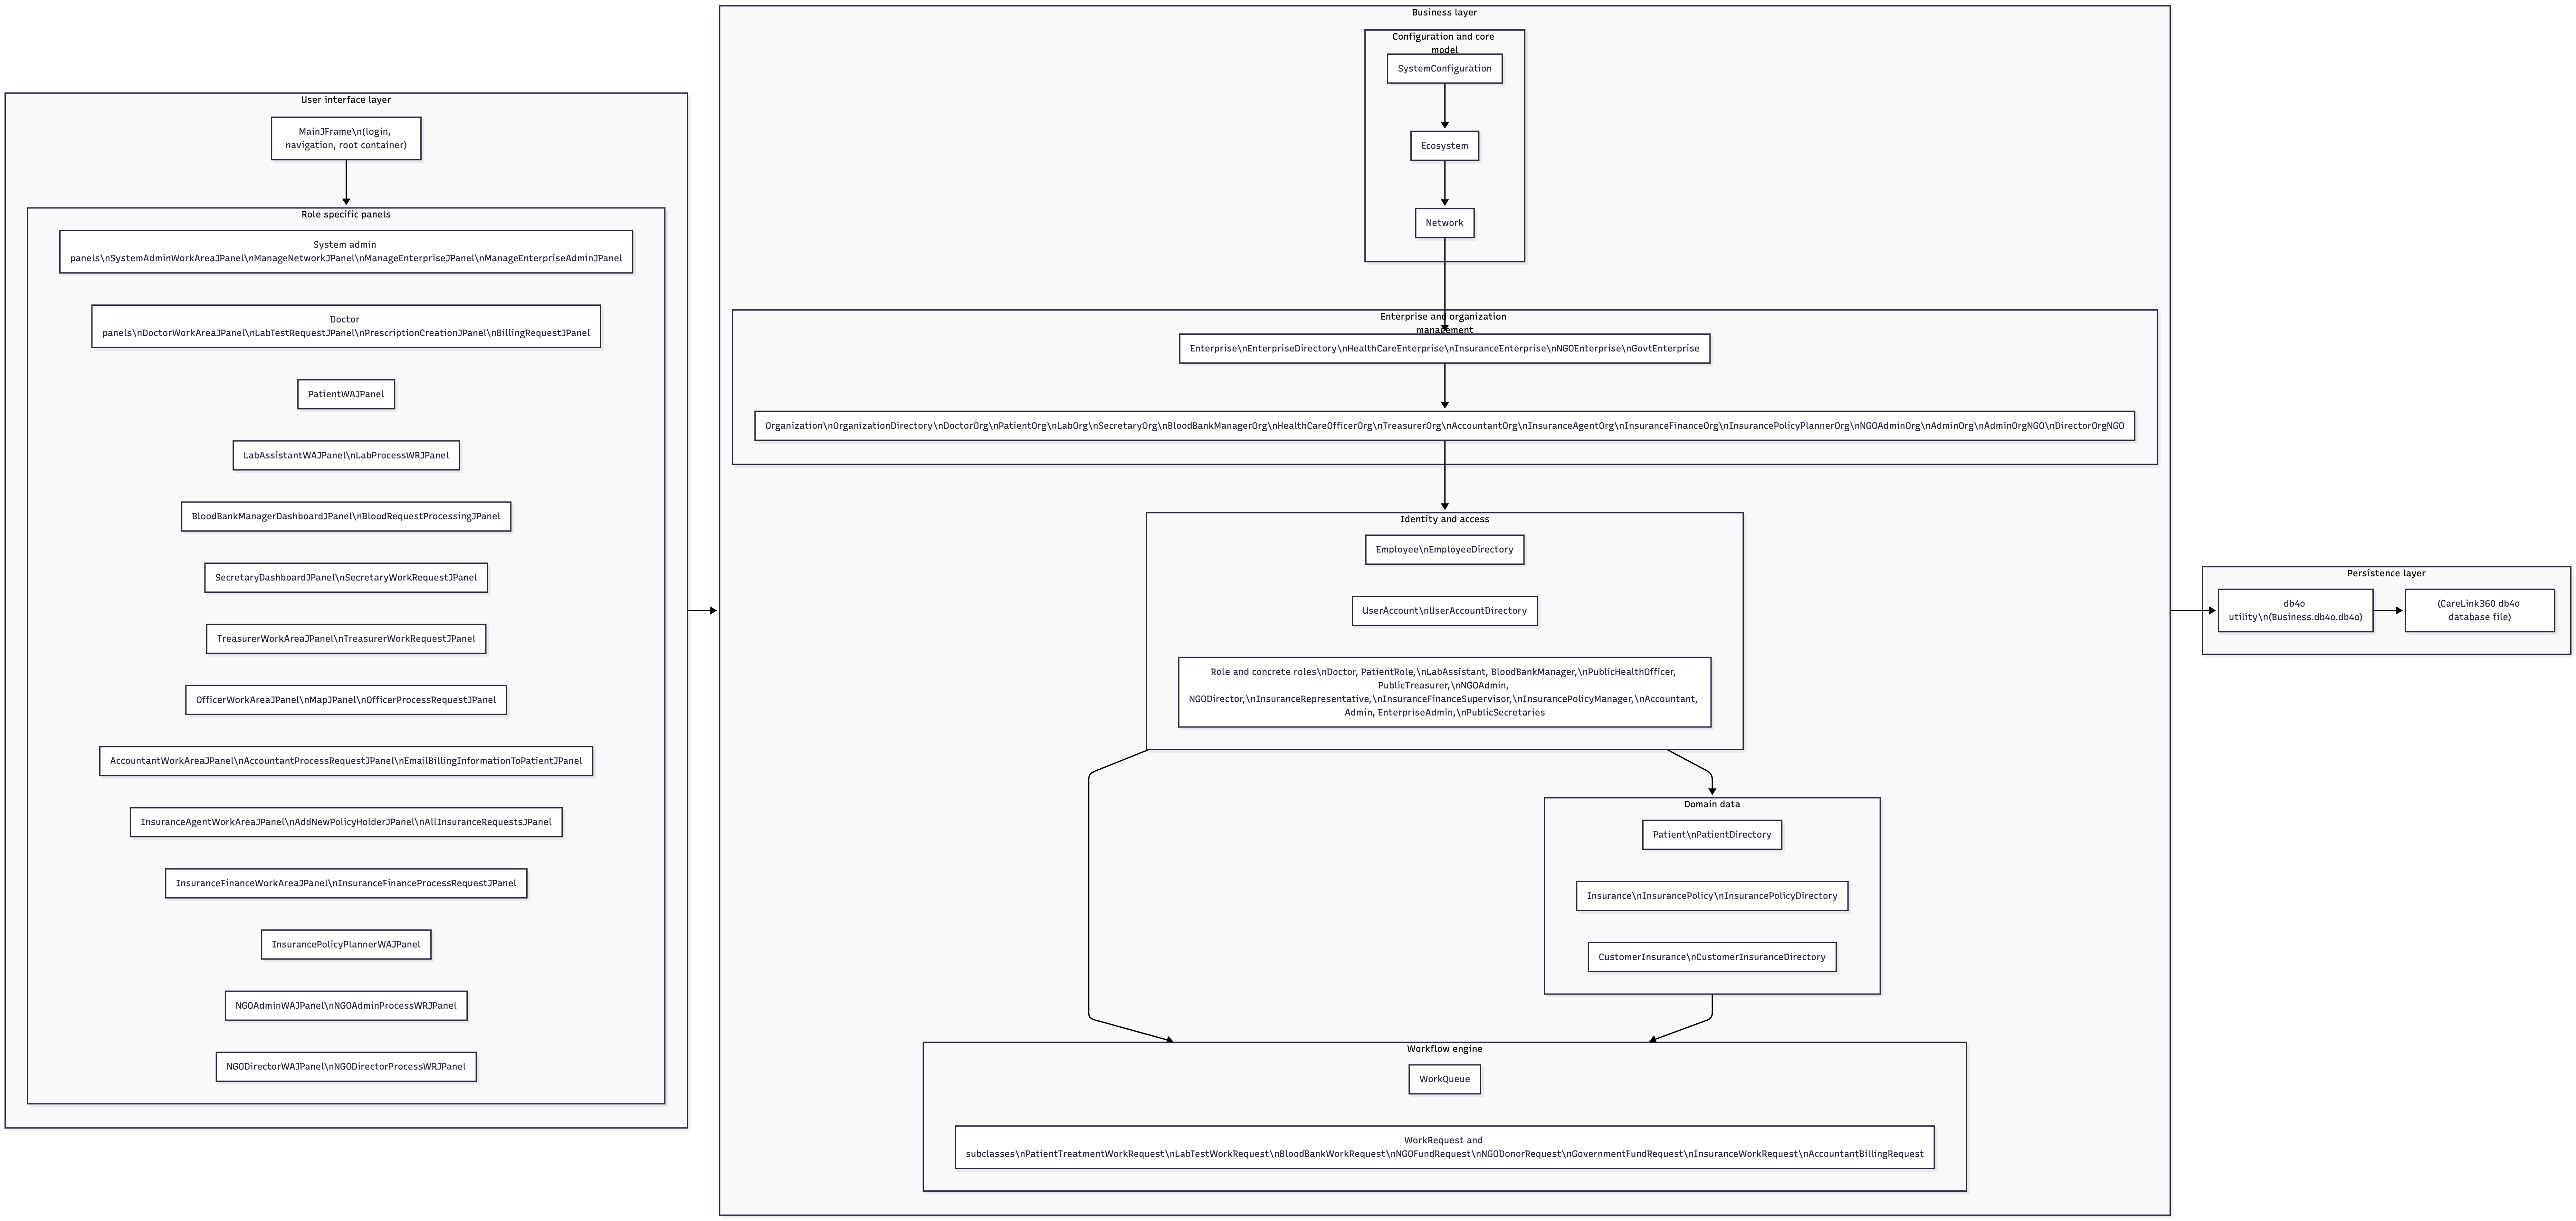 User interface layer
MainJFrame\n(login,
navigation, root container)
Role specific panels
System admin
panels\nSystemAdminWorkAreaJPanel\nManageNetworkJPanel\nManageEnterpriseJPanel\nManageEnterpriseAdminJPanel
Doctor
panels\nDoctorWorkAreaJPanel\nLabTestRequestJPanel\nPrescriptionCreationJPanel\nBillingRequestJPanel
PatientWAJPanel
LabAssistantWAJPanel\nLabProcessWRJPanel
BloodBankManagerDashboardJPanel\nBloodRequestProcessingJPanel
SecretaryDashboardJPanel\nSecretaryWorkRequestJPanel
TreasurerWorkAreaJPanel\nTreasurerWorkRequestJPanel
OfficerWorkAreaJPanel\nMapJPanel\nOfficerProcessRequestJPanel
AccountantWorkAreaJPanel\nAccountantProcessRequestJPanel\nEmailBillingInformationToPatientJPanel
InsuranceAgentWorkAreaJPanel\nAddNewPolicyHolderJPanel\nAllInsuranceRequestsJPanel
InsuranceFinanceWorkAreaJPanel\nInsuranceFinanceProcessRequestJPanel
InsurancePolicyPlannerWAJPanel
NGOAdminWAJPanel\nNGOAdminProcessWRJPanel
NGODirectorWAJPanel\nNGODirectorProcessWRJPanel
Business layer
Configuration and core
model
SystemConfiguration
Ecosystem
Network
Enterprise and organization
management
Enterprise\nEnterpriseDirectory\nHealthCareEnterprise\nInsuranceEnterprise\nNGOEnterprise\nGovtEnterprise
Organization\nOrganizationDirectory\nDoctorOrg\nPatientOrg\nLabOrg\nSecretaryOrg\nBloodBankManagerOrg\nHealthCareOfficerOrg\nTreasurerOrg\nAccountantOrg\nInsuranceAgentOrg\nInsuranceFinanceOrg\nInsurancePolicyPlannerOrg\nNGOAdminOrg\nAdminOrg\nAdminOrgNGO\nDirectorOrgNGO
Identity and access
Employee\nEmployeeDirectory
UserAccount\nUserAccountDirectory
Role and concrete roles\nDoctor, PatientRole,\nLabAssistant, BloodBankManager,\nPublicHealthOfficer,
PublicTreasurer,\nNGOAdmin,
NGODirector,\nInsuranceRepresentative,\nInsuranceFinanceSupervisor,\nInsurancePolicyManager,\nAccountant,
Admin, EnterpriseAdmin,\nPublicSecretaries
Domain data
Patient\nPatientDirectory
Insurance\nInsurancePolicy\nInsurancePolicyDirectory
CustomerInsurance\nCustomerInsuranceDirectory
Workflow engine
WorkQueue
WorkRequest and
subclasses\nPatientTreatmentWorkRequest\nLabTestWorkRequest\nBloodBankWorkRequest\nNGOFundRequest\nNGODonorRequest\nGovernmentFundRequest\nInsuranceWorkRequest\nAccountantBillingRequest
Persistence layer
db4o
utility\n(Business.db4o.db4o)
(CareLink360 db4o
database file)